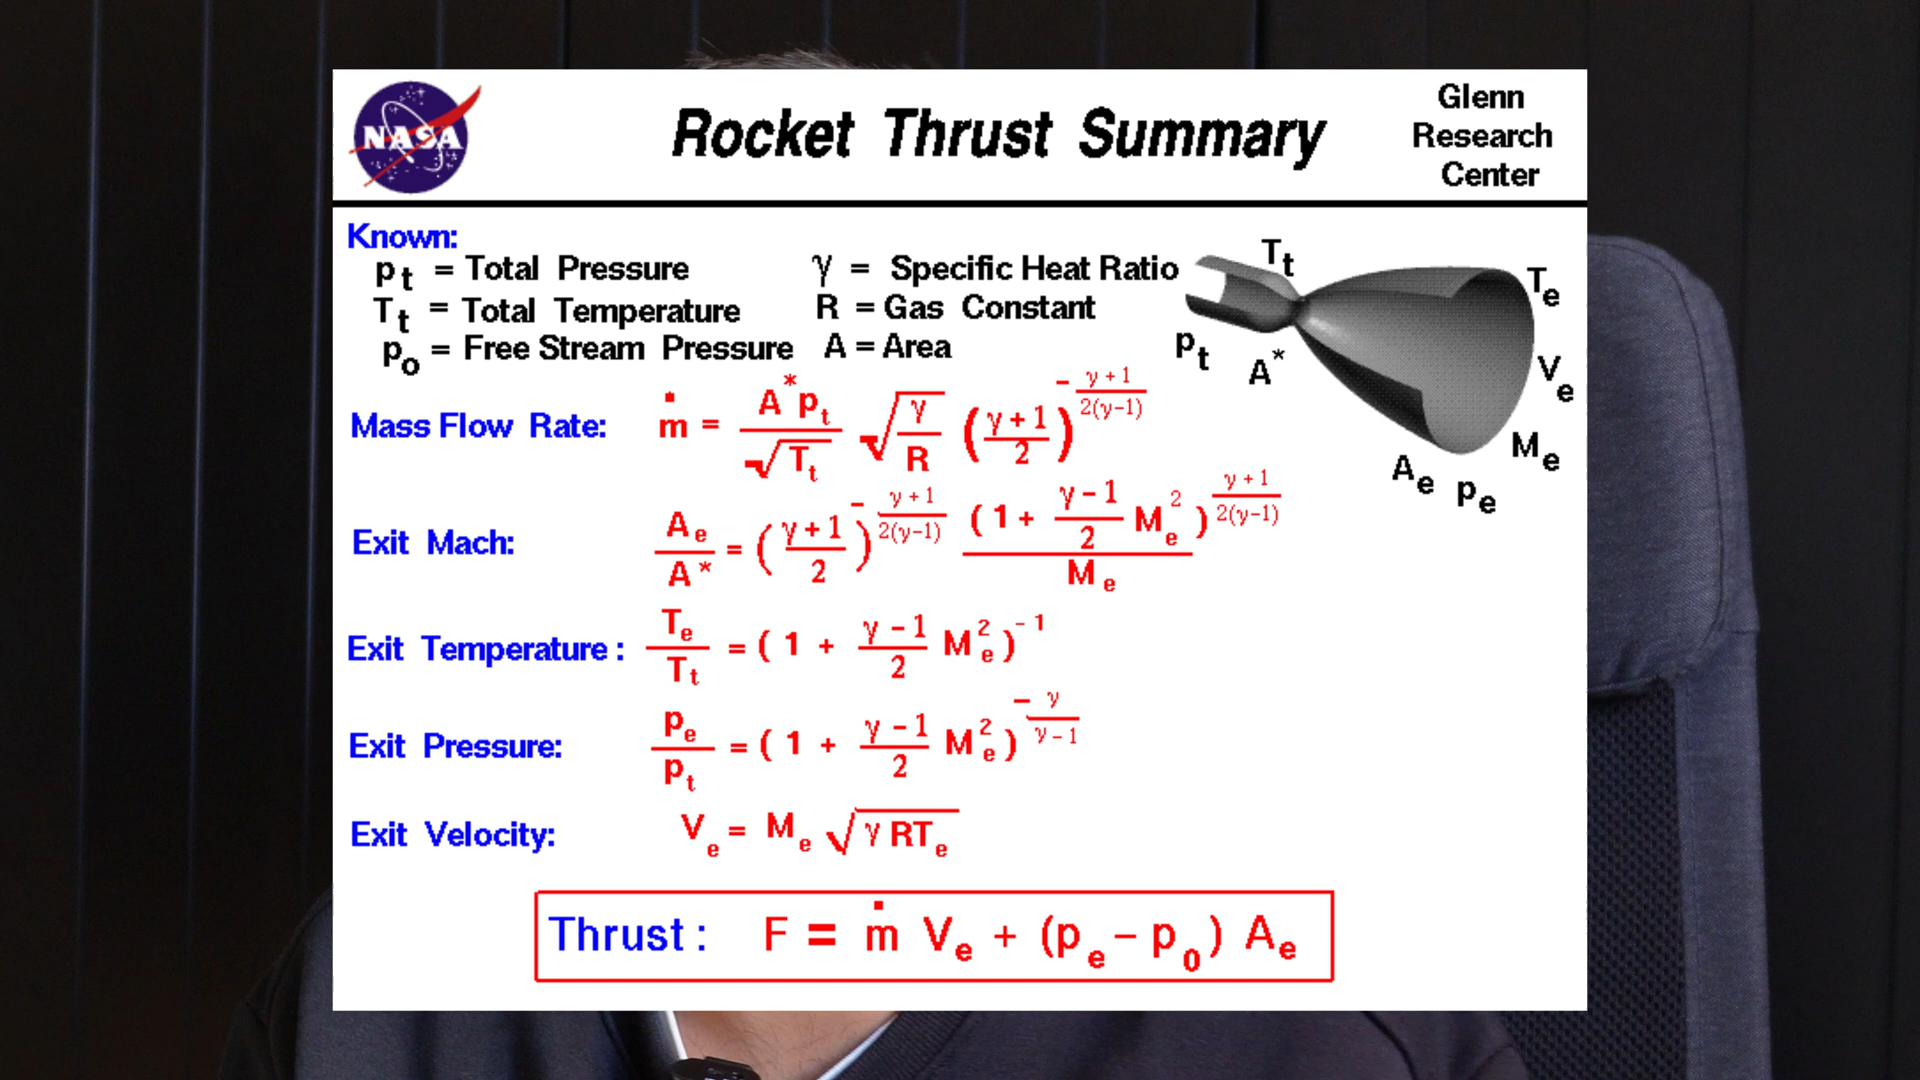 NASA
Rocket Thrust Summary
Glenn
Research
Center
Known:
pₜ = Total Pressure γ = Specific Heat Ratio
Tₜ = Total Temperature R = Gas Constant
pₒ = Free Stream Pressure A = Area
Tₜ
Tₑ
pₜ
A*
Vₑ
Mₑ
Aₑ
pₑ
Mass Flow Rate: ṁ = (A* pₜ / √Tₜ) √(γ/R) ((γ+1)/2)^(-(γ+1)/(2(γ-1)))
Exit Mach: Aₑ/A* = ((γ+1)/2)^(-(γ+1)/(2(γ-1))) (1 + (γ-1)/2 Mₑ²)^((γ+1)/(2(γ-1))) / Mₑ
Exit Temperature: Tₑ/Tₜ = (1 + (γ-1)/2 Mₑ²)^(-1)
Exit Pressure: pₑ/pₜ = (1 + (γ-1)/2 Mₑ²)^(-γ/(γ-1))
Exit Velocity: Vₑ = Mₑ √(γRTₑ)
Thrust: F = ṁ Vₑ + (pₑ - p₀) Aₑ